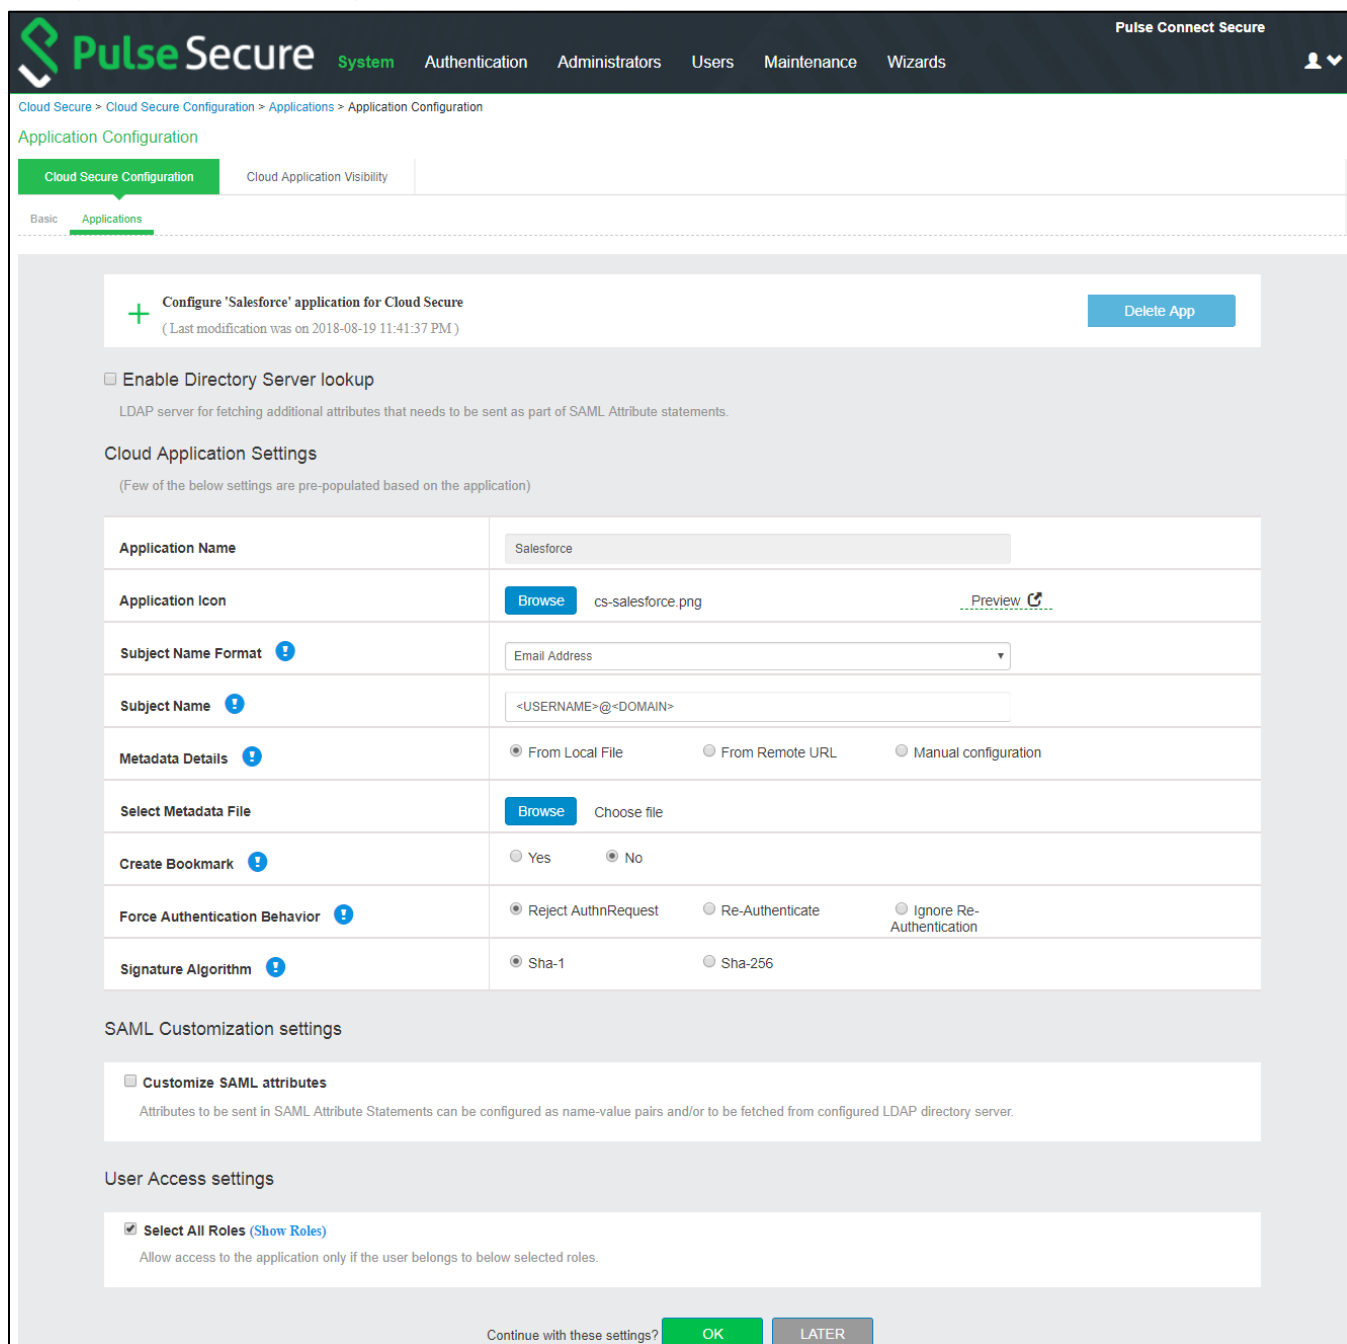 Pulse Connect Secure
Pulse Secure System Authentication Administrators Users Maintenance Wizards
Cloud Secure > Cloud Secure Configuration > Applications > Application Configuration
Application Configuration
Cloud Secure Configuration Cloud Application Visibility
Basic Applications
Configure 'Salesforce' application for Cloud Secure
( Last modification was on 2018-08-19 11:41:37 PM )
Delete App
Enable Directory Server lookup
LDAP server for fetching additional attributes that needs to be sent as part of SAML Attribute statements.
Cloud Application Settings
(Few of the below settings are pre-populated based on the application)
Application Name Salesforce
Application Icon Browse cs-salesforce.png Preview
Subject Name Format Email Address
Subject Name <USERNAME>@<DOMAIN>
Metadata Details From Local File From Remote URL Manual configuration
Select Metadata File Browse Choose file
Create Bookmark Yes No
Force Authentication Behavior Reject AuthnRequest Re-Authenticate Ignore Re-
Authentication
Signature Algorithm Sha-1 Sha-256
SAML Customization settings
Customize SAML attributes
Attributes to be sent in SAML Attribute Statements can be configured as name-value pairs and/or to be fetched from configured LDAP directory server.
User Access settings
Select All Roles (Show Roles)
Allow access to the application only if the user belongs to below selected roles.
Continue with these settings? OK LATER